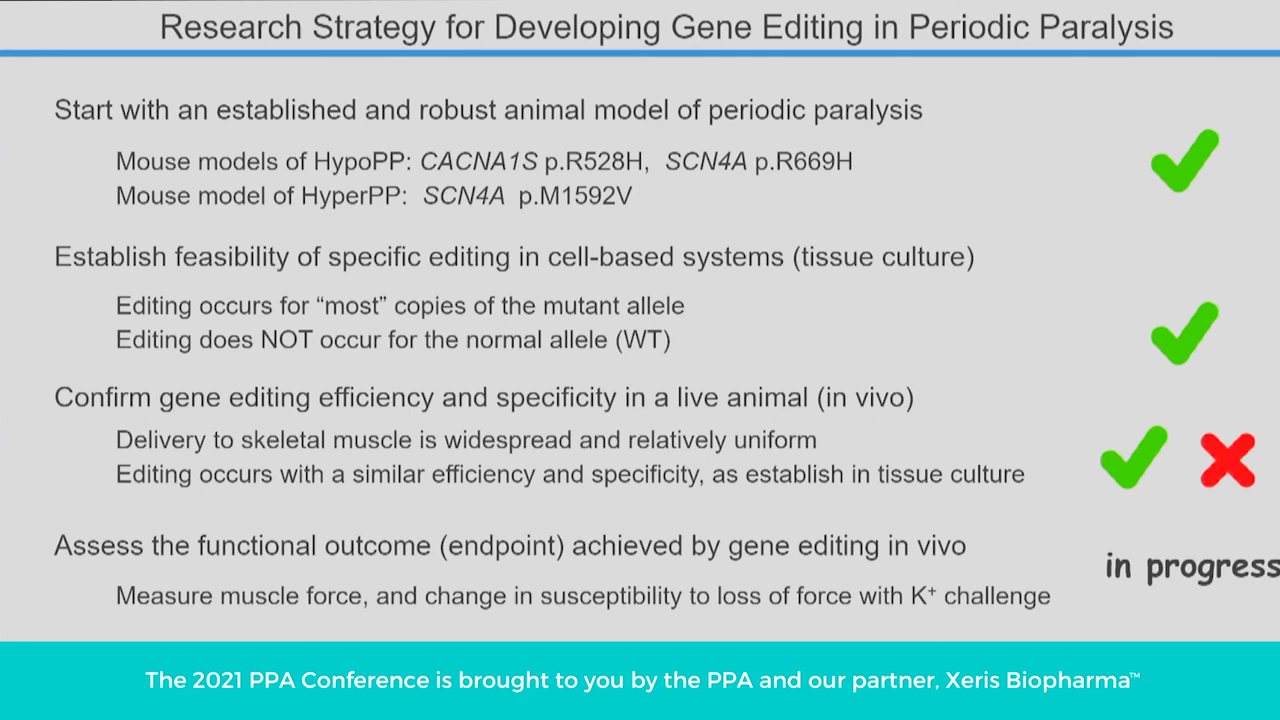 Research Strategy for Developing Gene Editing in Periodic Paralysis
Start with an established and robust animal model of periodic paralysis
Mouse models of HypoPP: CACNA1S p.R528H, SCN4A p.R669H
Mouse model of HyperPP: SCN4A p.M1592V
Establish feasibility of specific editing in cell-based systems (tissue culture)
Editing occurs for “most” copies of the mutant allele
Editing does NOT occur for the normal allele (WT)
Confirm gene editing efficiency and specificity in a live animal (in vivo)
Delivery to skeletal muscle is widespread and relatively uniform
Editing occurs with a similar efficiency and specificity, as establish in tissue culture
Assess the functional outcome (endpoint) achieved by gene editing in vivo
in progress
Measure muscle force, and change in susceptibility to loss of force with K⁺ challenge
The 2021 PPA Conference is brought to you by the PPA and our partner, Xeris Biopharma™